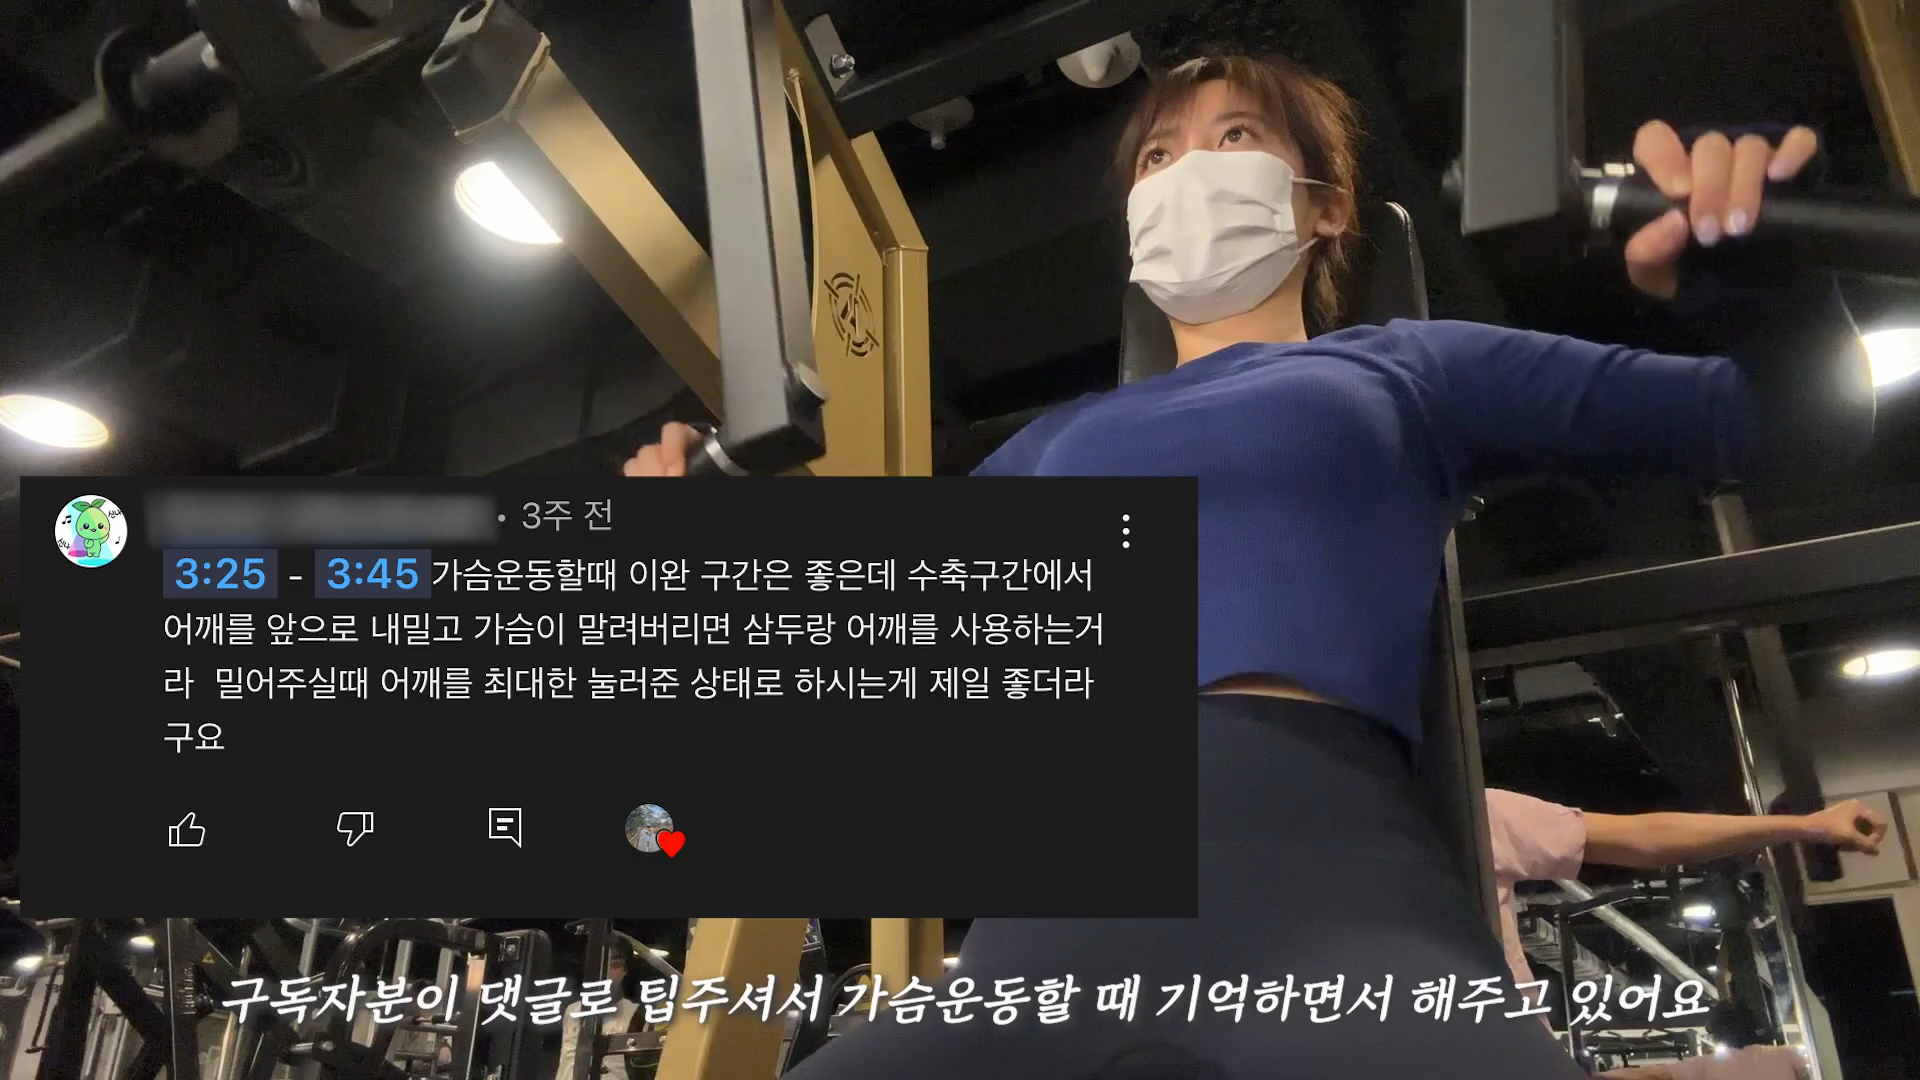 3주 전
3:25 - 3:45 가슴운동할때 이완 구간은 좋은데 수축구간에서
어깨를 앞으로 내밀고 가슴이 말려버리면 삼두랑 어깨를 사용하는거
라 밀어주실때 어깨를 최대한 눌러준 상태로 하시는게 제일 좋더라
구요
구독자분이 댓글로 팁주셔서 가슴운동할 때 기억하면서 해주고 있어요